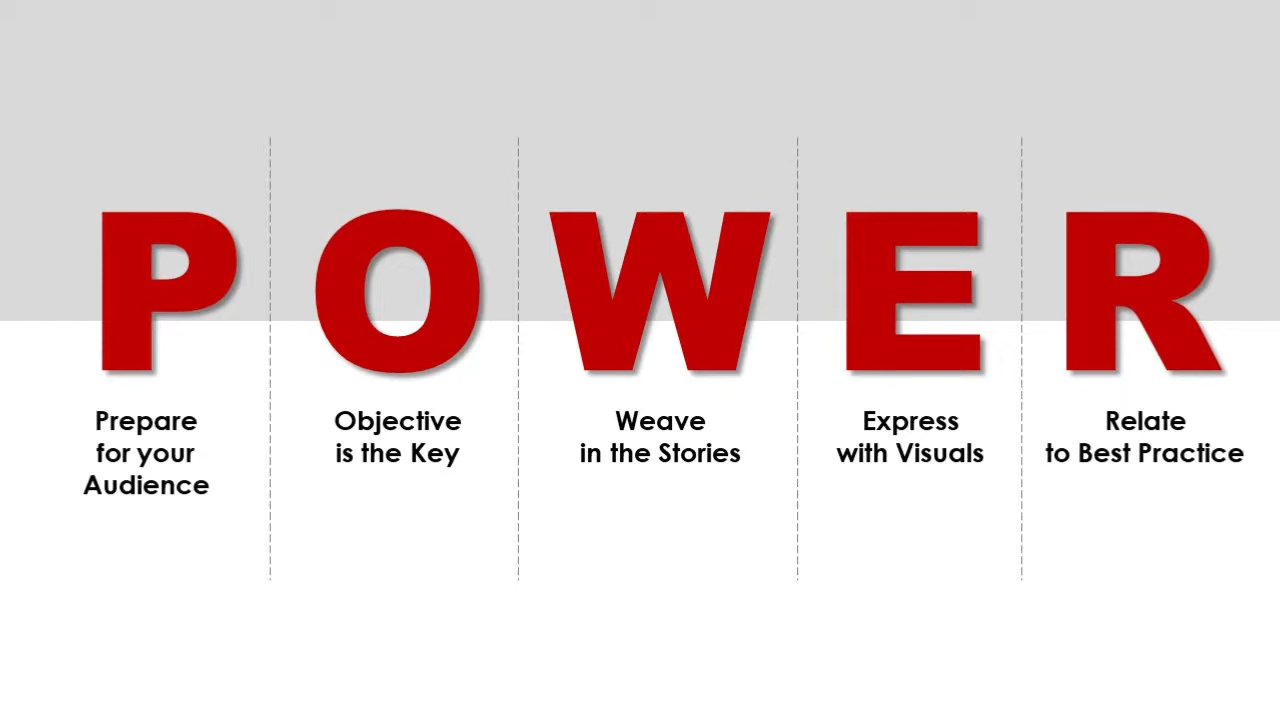 POWER
Prepare
for your
Audience
Objective
is the Key
Weave
in the Stories
Express
with Visuals
Relate
to Best Practice